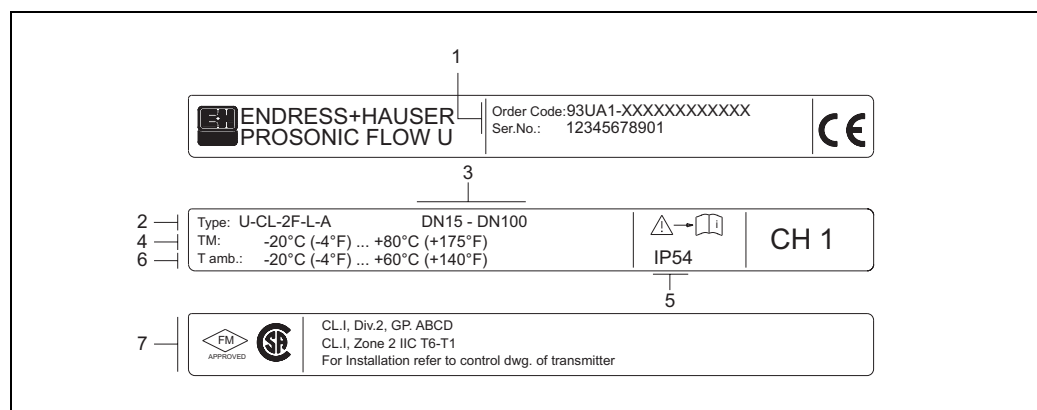 1
E+H ENDRESS+HAUSER
PROSONIC FLOW U
Order Code:93UA1-XXXXXXXXXXXX
Ser.No.: 12345678901
CE
3
2
4
6
Type: U-CL-2F-L-A DN15 - DN100
TM: -20°C (-4°F) ... +80°C (+175°F)
T amb.: -20°C (-4°F) ... +60°C (+140°F)
i
IP54
CH 1
5
7
FM
APPROVED
SA
CL.I, Div.2, GP. ABCD
CL.I, Zone 2 IIC T6-T1
For Installation refer to control dwg. of transmitter